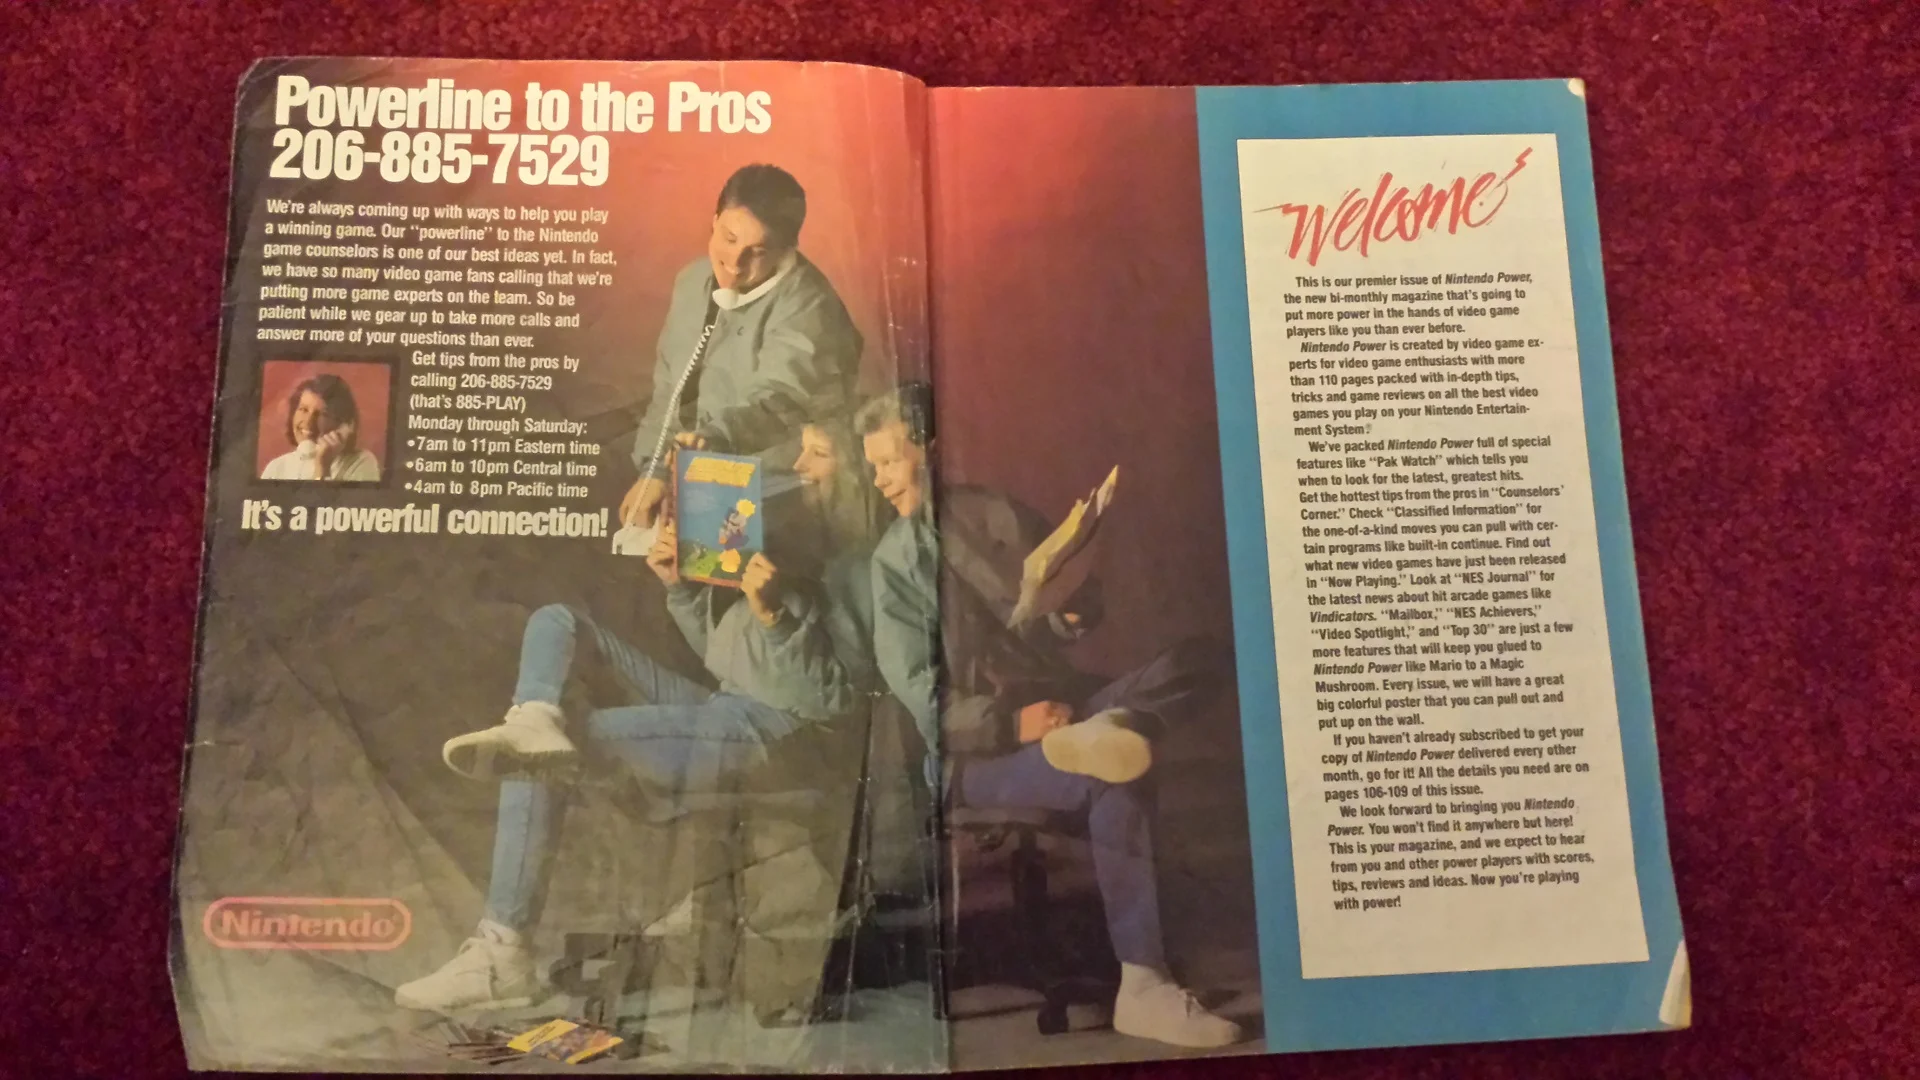 Powerline to the Pros
206-885-7529
We're always coming up with ways to help you play
a winning game. Our "powerline" to the Nintendo
game counselors is one of our best ideas yet. In fact,
we have so many video game fans calling that we're
putting more game experts on the team. So be
patient while we gear up to take more calls and
answer more of your questions than ever.
Get tips from the pros by
calling 206-885-7529
(that's 885-PLAY)
Monday through Saturday:
•7am to 11pm Eastern time
•6am to 10pm Central time
•4am to 8pm Pacific time
It's a powerful connection!
Nintendo®
Welcome
This is our premier issue of Nintendo Power,
the new bi-monthly magazine that's going to
put more power in the hands of video game
players like you than ever before.
Nintendo Power is created by video game ex-
perts for video game enthusiasts with more
than 110 pages packed with in-depth tips,
tricks and game reviews on all the best video
games you play on your Nintendo Entertain-
ment System®.
We've packed Nintendo Power full of special
features like "Pak Watch" which tells you
when to look for the latest, greatest hits.
Get the hottest tips from the pros in "Counselors'
Corner." Check "Classified Information" for
the one-of-a-kind moves you can pull with cer-
tain programs like built-in continue. Find out
what new video games have just been released
in "Now Playing." Look at "NES Journal" for
the latest news about hit arcade games like
Vindicators. "Mailbox," "NES Achievers,"
"Video Spotlight," and "Top 30" are just a few
more features that will keep you glued to
Nintendo Power like Mario to a Magic
Mushroom. Every issue, we will have a great
big colorful poster that you can pull out and
put up on the wall.
If you haven't already subscribed to get your
copy of Nintendo Power delivered every other
month, go for it! All the details you need are on
pages 106-109 of this issue.
We look forward to bringing you Nintendo
Power. You won't find it anywhere but here!
This is your magazine, and we expect to hear
from you and other power players with scores,
tips, reviews and ideas. Now you're playing
with power!